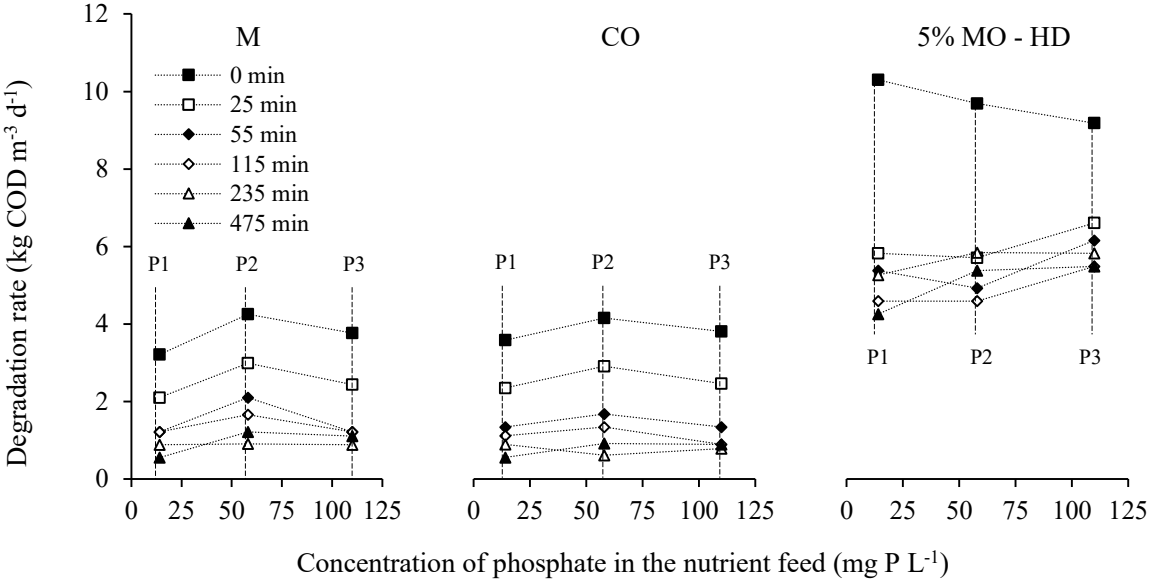 M
CO
5% MO - HD
Degradation rate (kg COD m⁻³ d⁻¹)
12
10
8
6
4
2
0
0 min
25 min
55 min
115 min
235 min
475 min
P1
P2
P3
P1
P2
P3
P1
P2
P3
0
25
50
75
100
125
0
25
50
75
100
125
0
25
50
75
100
125
Concentration of phosphate in the nutrient feed (mg P L⁻¹)